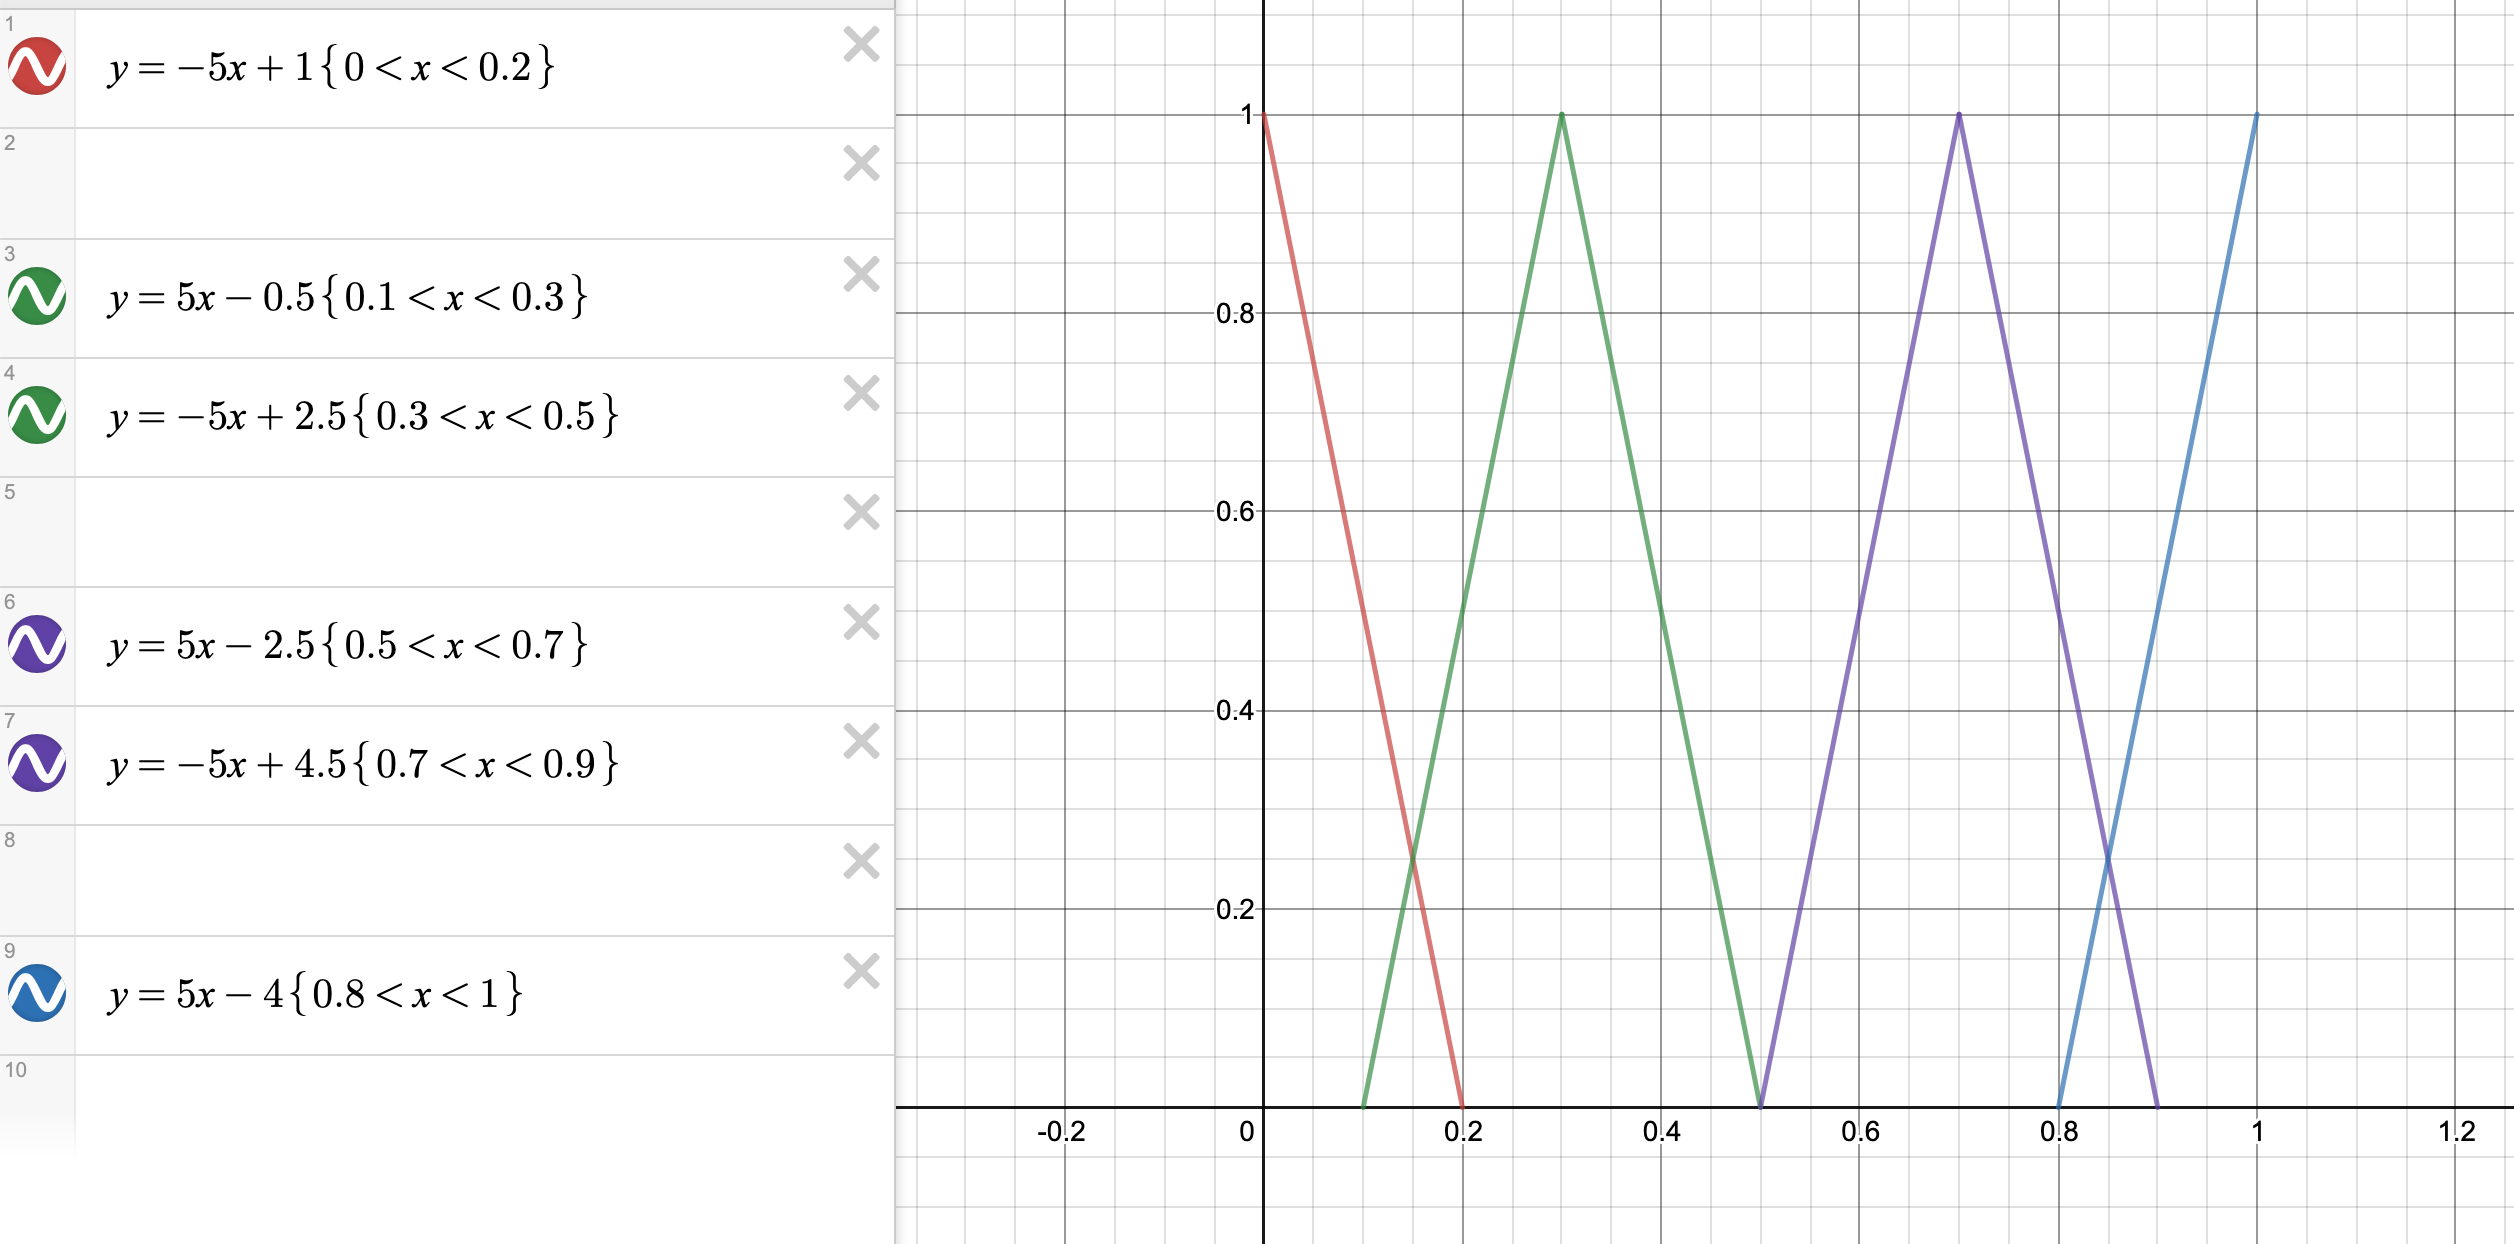 1
y = −5x + 1{0 < x < 0.2}
2
3
y = 5x − 0.5{0.1 < x < 0.3}
4
y = −5x + 2.5{0.3 < x < 0.5}
5
6
y = 5x − 2.5{0.5 < x < 0.7}
7
y = −5x + 4.5{0.7 < x < 0.9}
8
9
y = 5x − 4{0.8 < x < 1}
10
1
0.8
0.6
0.4
0.2
-0.2 0 0.2 0.4 0.6 0.8 1 1.2